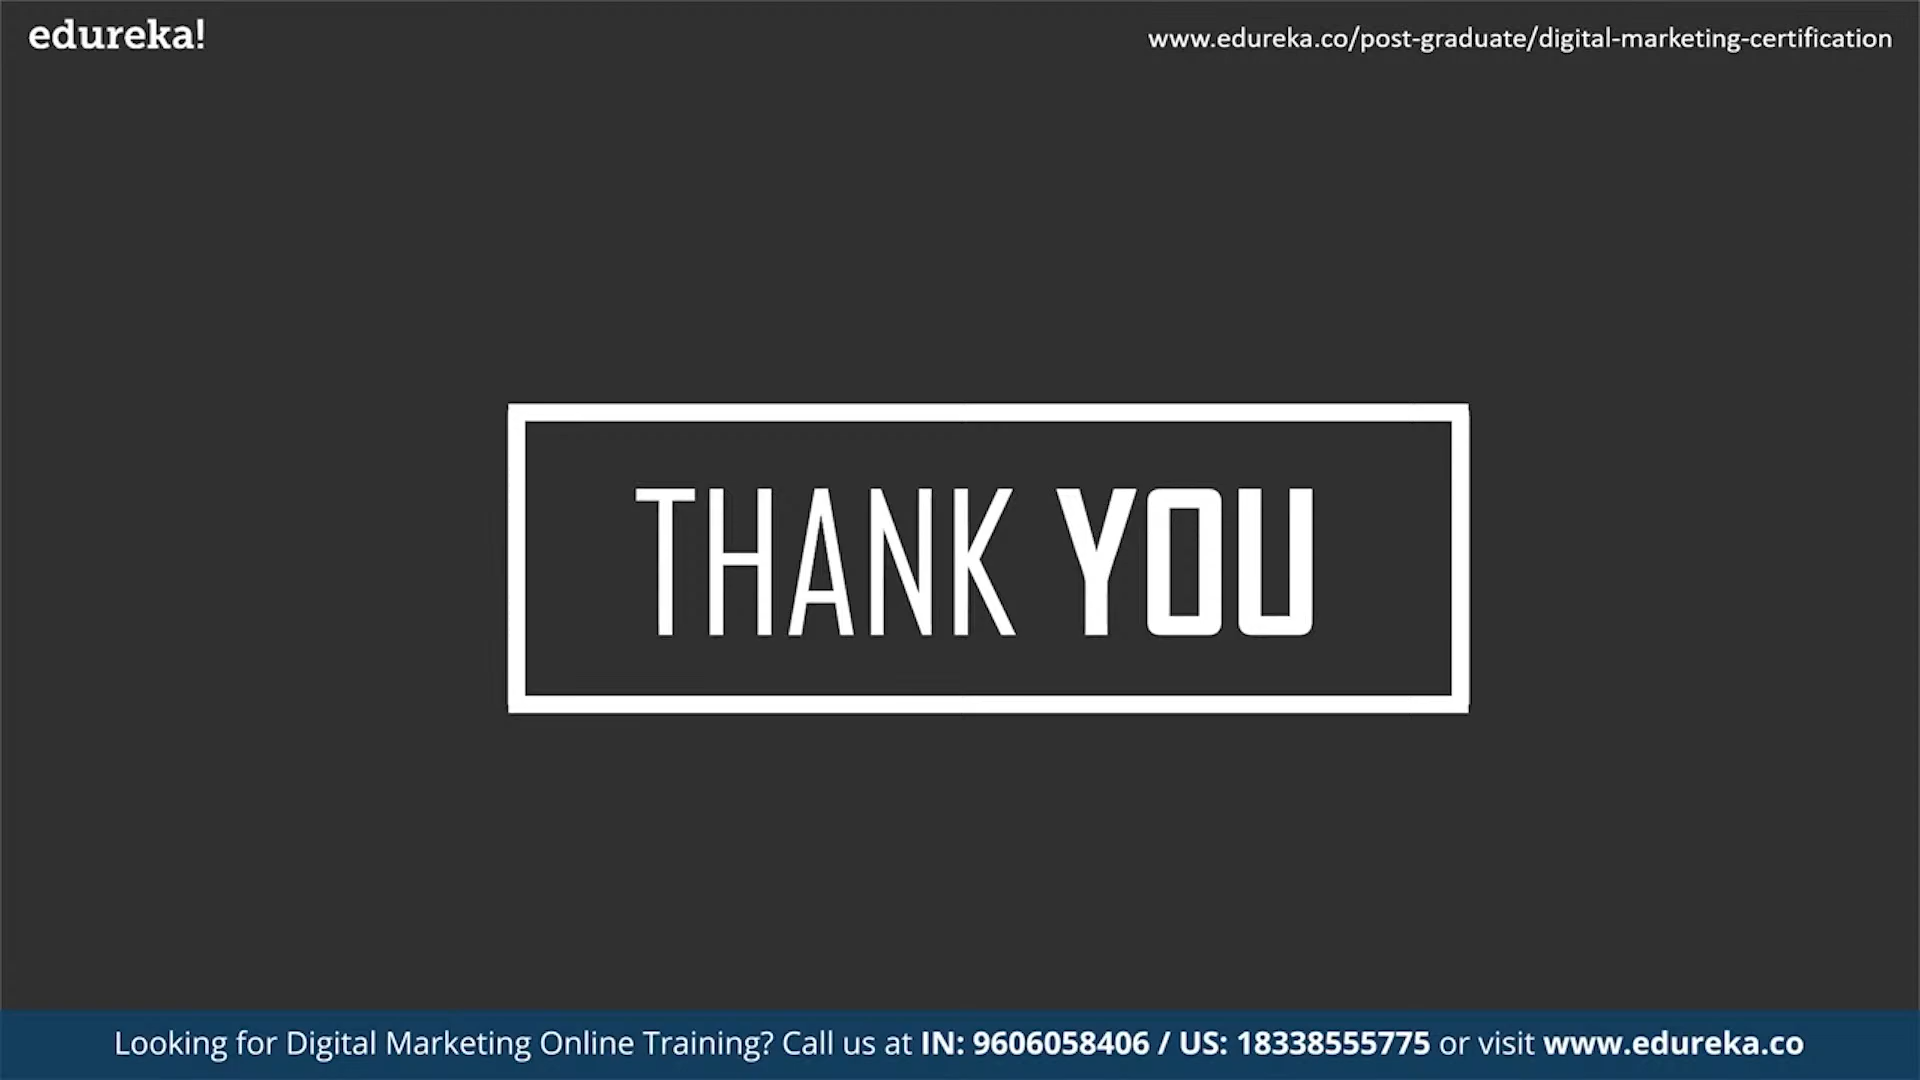 edureka!
www.edureka.co/post-graduate/digital-marketing-certification
THANK YOU
Looking for Digital Marketing Online Training? Call us at IN: 9606058406 / US: 18338555775 or visit www.edureka.co